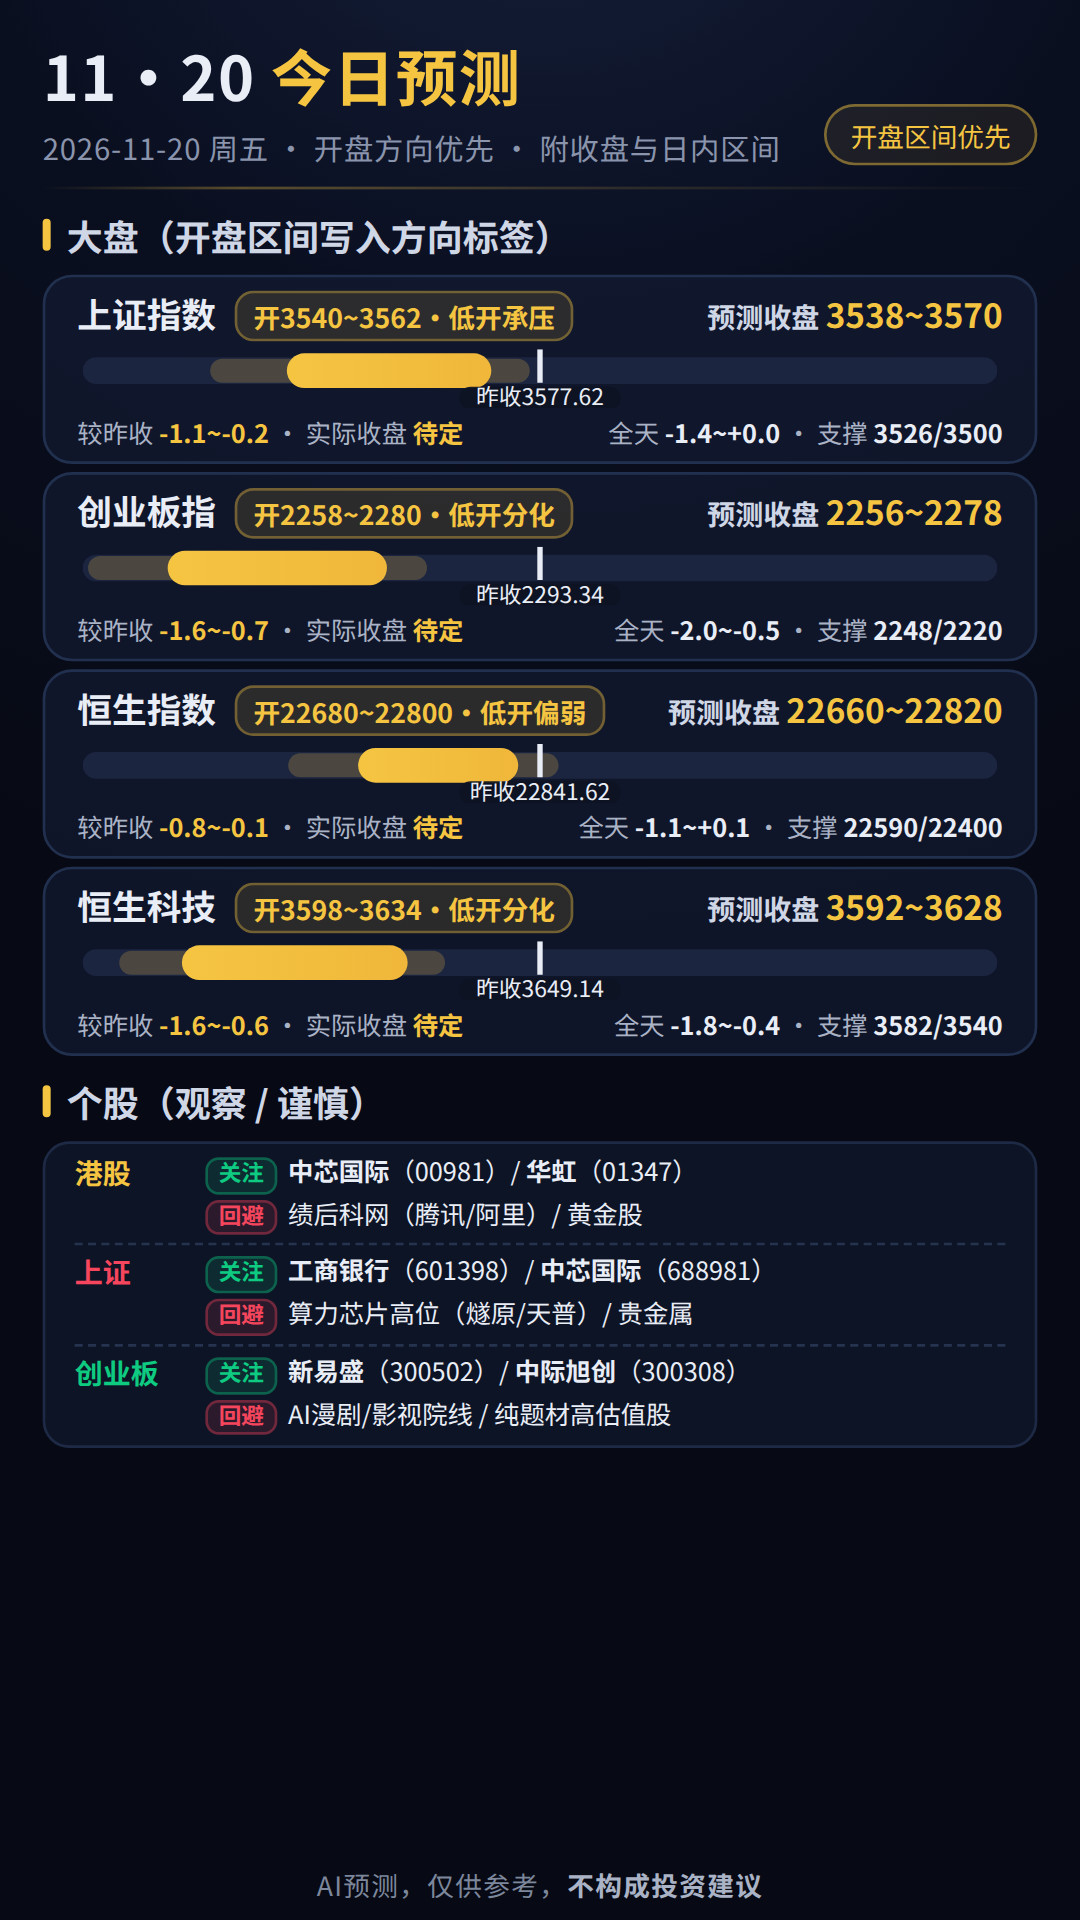 11·20 今日预测
2026-11-20 周五 · 开盘方向优先 · 附收盘与日内区间
开盘区间优先
大盘（开盘区间写入方向标签）
上证指数 开3540~3562·低开承压 预测收盘 3538~3570
昨收3577.62
较昨收 -1.1~-0.2 · 实际收盘 待定 全天 -1.4~+0.0 · 支撑 3526/3500
创业板指 开2258~2280·低开分化 预测收盘 2256~2278
昨收2293.34
较昨收 -1.6~-0.7 · 实际收盘 待定 全天 -2.0~-0.5 · 支撑 2248/2220
恒生指数 开22680~22800·低开偏弱 预测收盘 22660~22820
昨收22841.62
较昨收 -0.8~-0.1 · 实际收盘 待定 全天 -1.1~+0.1 · 支撑 22590/22400
恒生科技 开3598~3634·低开分化 预测收盘 3592~3628
昨收3649.14
较昨收 -1.6~-0.6 · 实际收盘 待定 全天 -1.8~-0.4 · 支撑 3582/3540
个股（观察 / 谨慎）
港股 关注 中芯国际（00981）/ 华虹（01347）
回避 绩后科网（腾讯/阿里）/ 黄金股
上证 关注 工商银行（601398）/ 中芯国际（688981）
回避 算力芯片高位（燧原/天普）/ 贵金属
创业板 关注 新易盛（300502）/ 中际旭创（300308）
回避 AI漫剧/影视院线 / 纯题材高估值股
AI预测，仅供参考，不构成投资建议